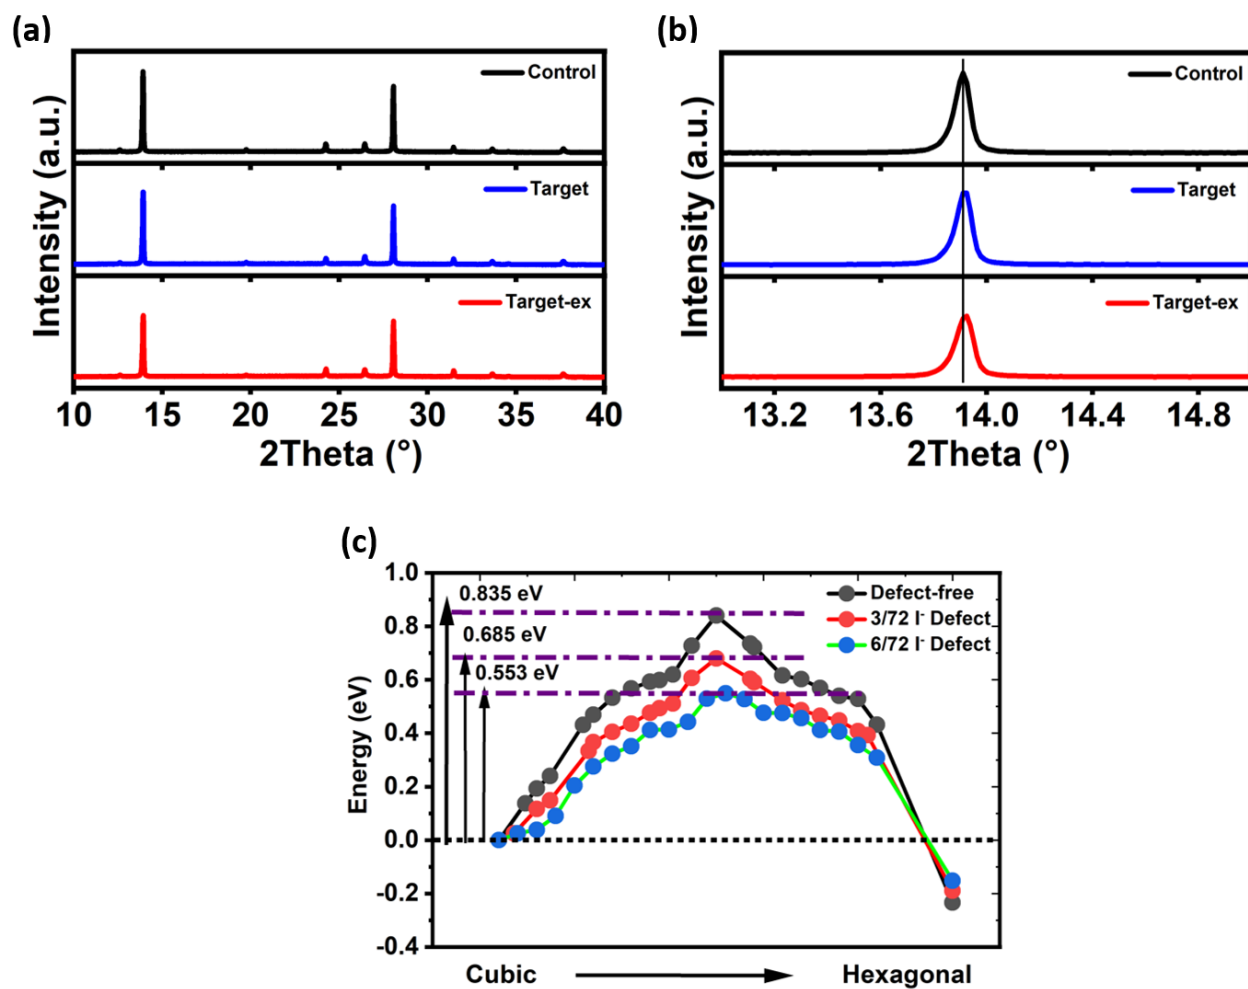 (a)
Control
Target
Target-ex
Intensity (a.u.)
10 15 20 25 30 35 40
2Theta (°)
(b)
Control
Target
Target-ex
Intensity (a.u.)
13.2 13.6 14.0 14.4 14.8
2Theta (°)
(c)
1.0
0.8
0.6
0.4
0.2
0.0
-0.2
-0.4
Energy (eV)
0.835 eV
0.685 eV
0.553 eV
Defect-free
3/72 I⁻ Defect
6/72 I⁻ Defect
Cubic
Hexagonal